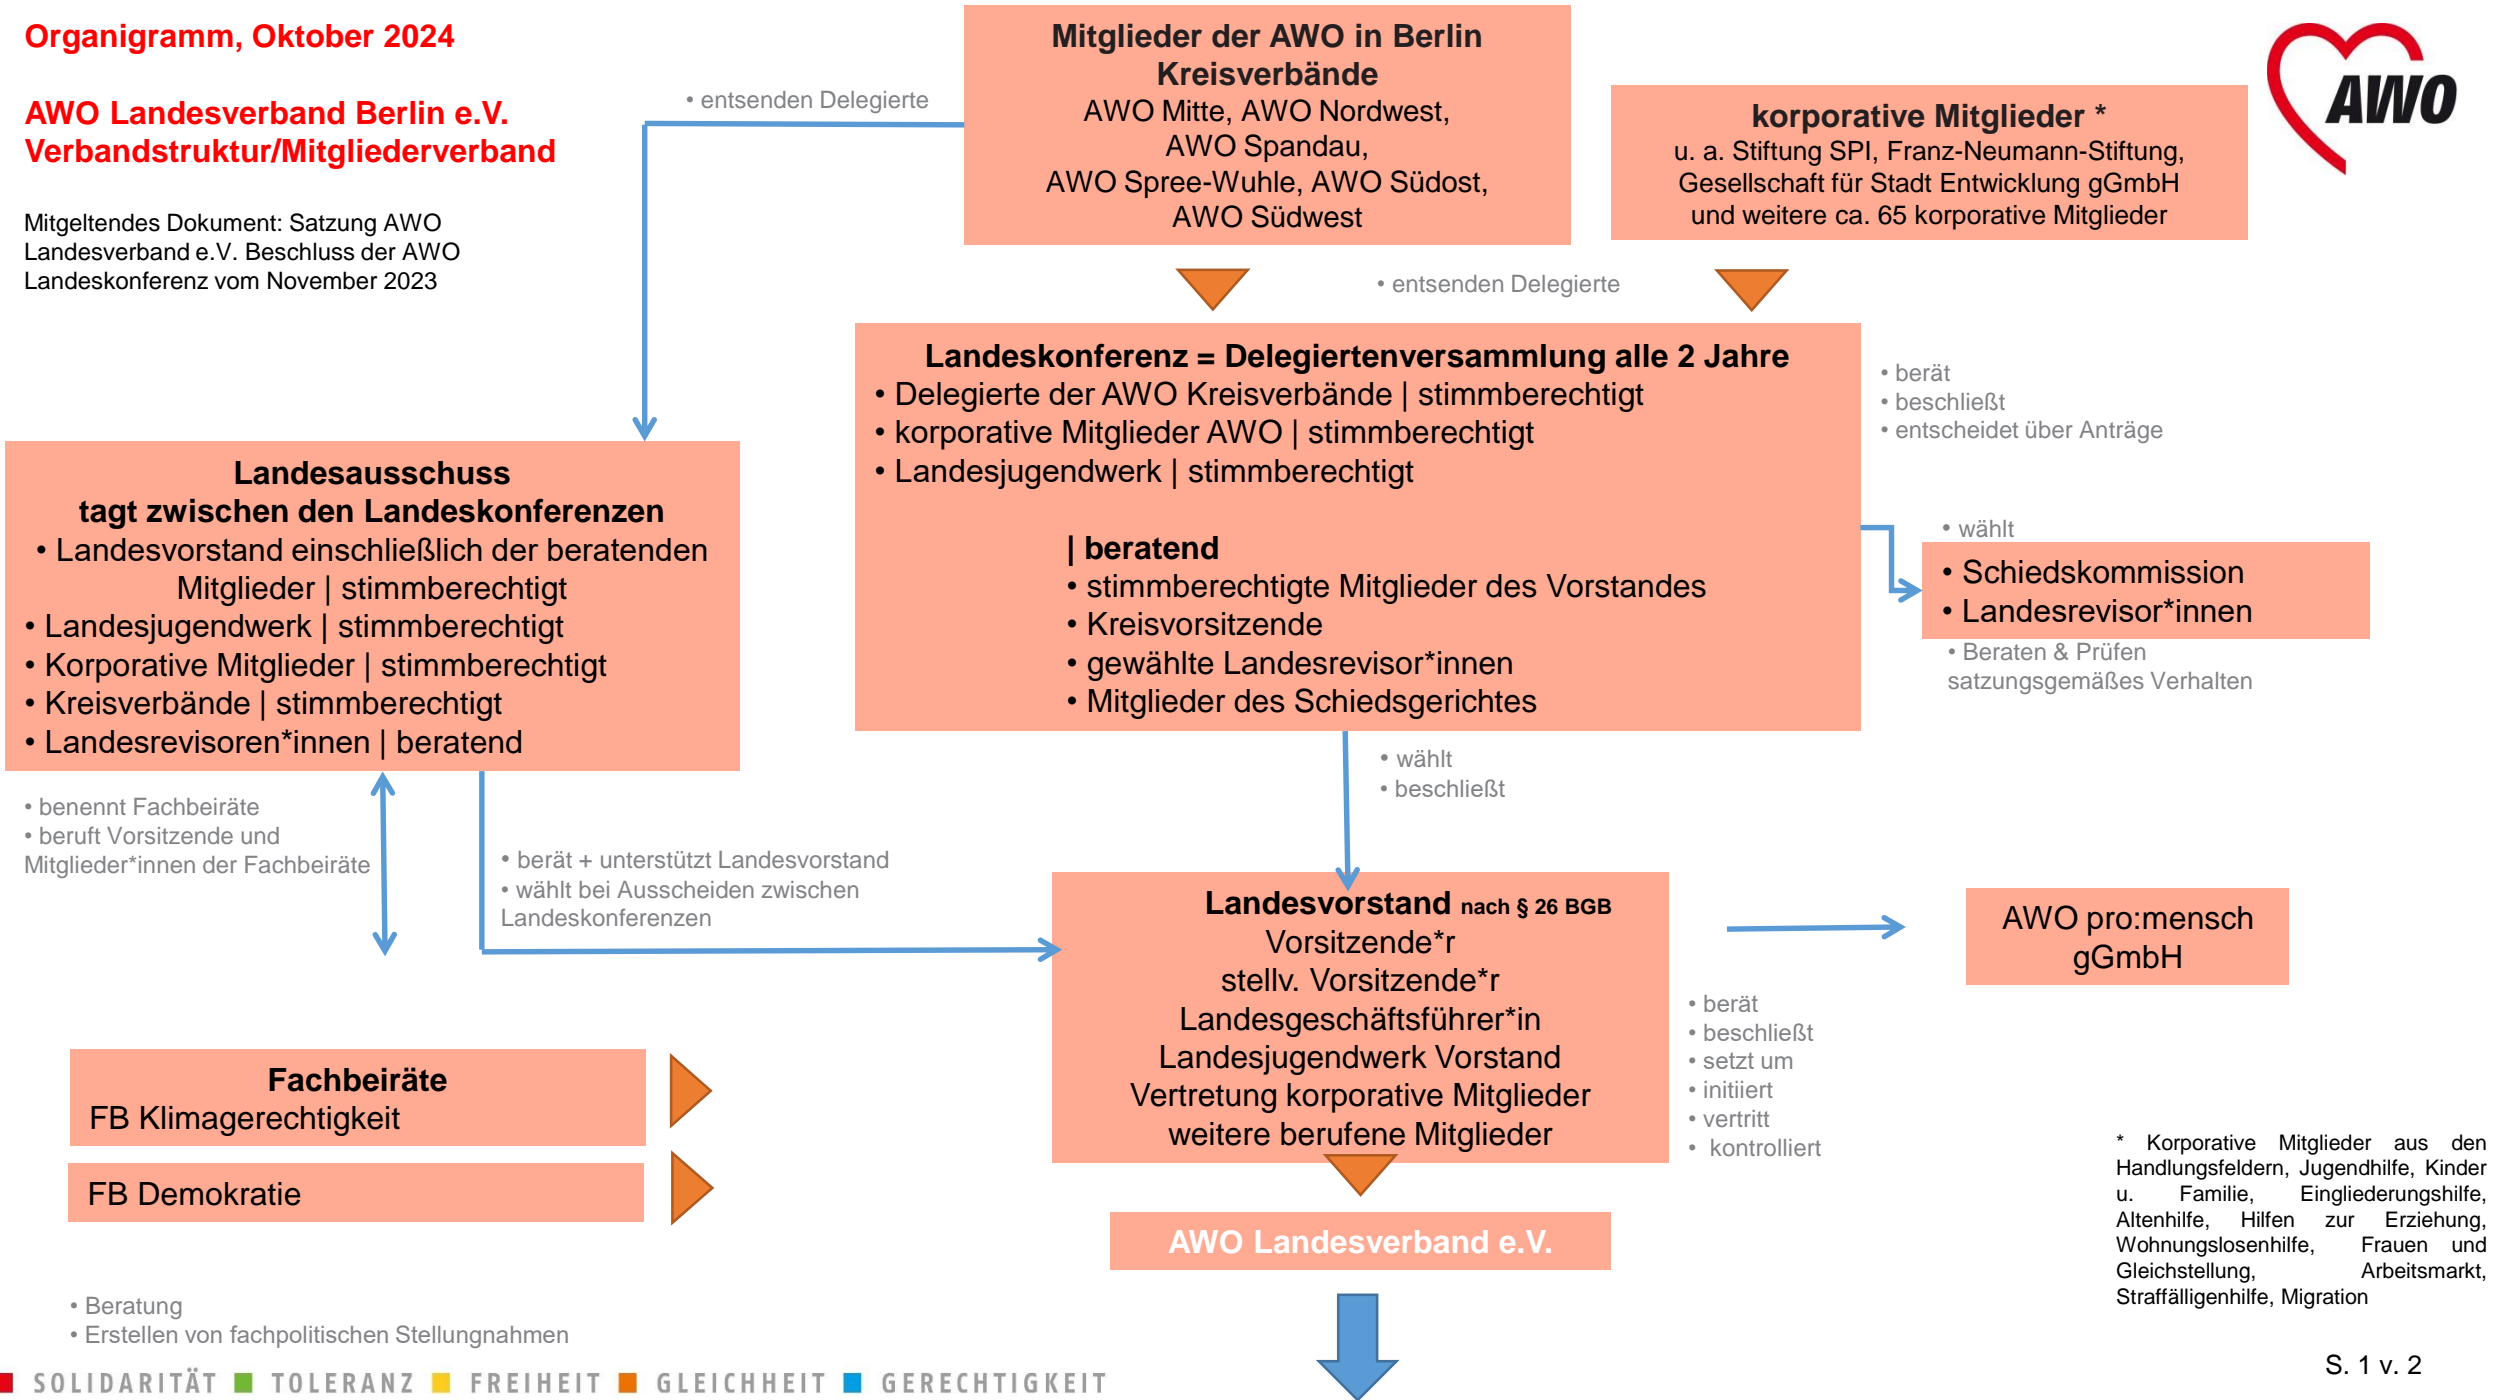 Organigramm, Oktober 2024
AWO Landesverband Berlin e.V.
Verbandstruktur/Mitgliederverband
Mitgeltendes Dokument: Satzung AWO
Landesverband e.V. Beschluss der AWO
Landeskonferenz vom November 2023
• entsenden Delegierte
Mitglieder der AWO in Berlin
Kreisverbände
AWO Mitte, AWO Nordwest,
AWO Spandau,
AWO Spree-Wuhle, AWO Südost,
AWO Südwest
korporative Mitglieder *
u. a. Stiftung SPI, Franz-Neumann-Stiftung,
Gesellschaft für Stadt Entwicklung gGmbH
und weitere ca. 65 korporative Mitglieder
AWO
• entsenden Delegierte
Landeskonferenz = Delegiertenversammlung alle 2 Jahre
• Delegierte der AWO Kreisverbände | stimmberechtigt
• korporative Mitglieder AWO | stimmberechtigt
• Landesjugendwerk | stimmberechtigt
| beratend
• stimmberechtigte Mitglieder des Vorstandes
• Kreisvorsitzende
• gewählte Landesrevisor*innen
• Mitglieder des Schiedsgerichtes
• berät
• beschließt
• entscheidet über Anträge
• wählt
• Schiedskommission
• Landesrevisor*innen
• Beraten & Prüfen
satzungsgemäßes Verhalten
Landesausschuss
tagt zwischen den Landeskonferenzen
• Landesvorstand einschließlich der beratenden
Mitglieder | stimmberechtigt
• Landesjugendwerk | stimmberechtigt
• Korporative Mitglieder | stimmberechtigt
• Kreisverbände | stimmberechtigt
• Landesrevisoren*innen | beratend
• benennt Fachbeiräte
• beruft Vorsitzende und
Mitglieder*innen der Fachbeiräte
• berät + unterstützt Landesvorstand
• wählt bei Ausscheiden zwischen
Landeskonferenzen
• wählt
• beschließt
Landesvorstand nach § 26 BGB
Vorsitzende*r
stellv. Vorsitzende*r
Landesgeschäftsführer*in
Landesjugendwerk Vorstand
Vertretung korporative Mitglieder
weitere berufene Mitglieder
• berät
• beschließt
• setzt um
• initiiert
• vertritt
• kontrolliert
AWO pro:mensch
gGmbH
Fachbeiräte
FB Klimagerechtigkeit
FB Demokratie
AWO Landesverband e.V.
* Korporative Mitglieder aus den
Handlungsfeldern, Jugendhilfe, Kinder
u. Familie, Eingliederungshilfe,
Altenhilfe, Hilfen zur Erziehung,
Wohnungslosenhilfe, Frauen und
Gleichstellung, Arbeitsmarkt,
Straffälligenhilfe, Migration
• Beratung
• Erstellen von fachpolitischen Stellungnahmen
SOLIDARITÄT TOLERANZ FREIHEIT GLEICHHEIT GERECHTIGKEIT
S. 1 v. 2